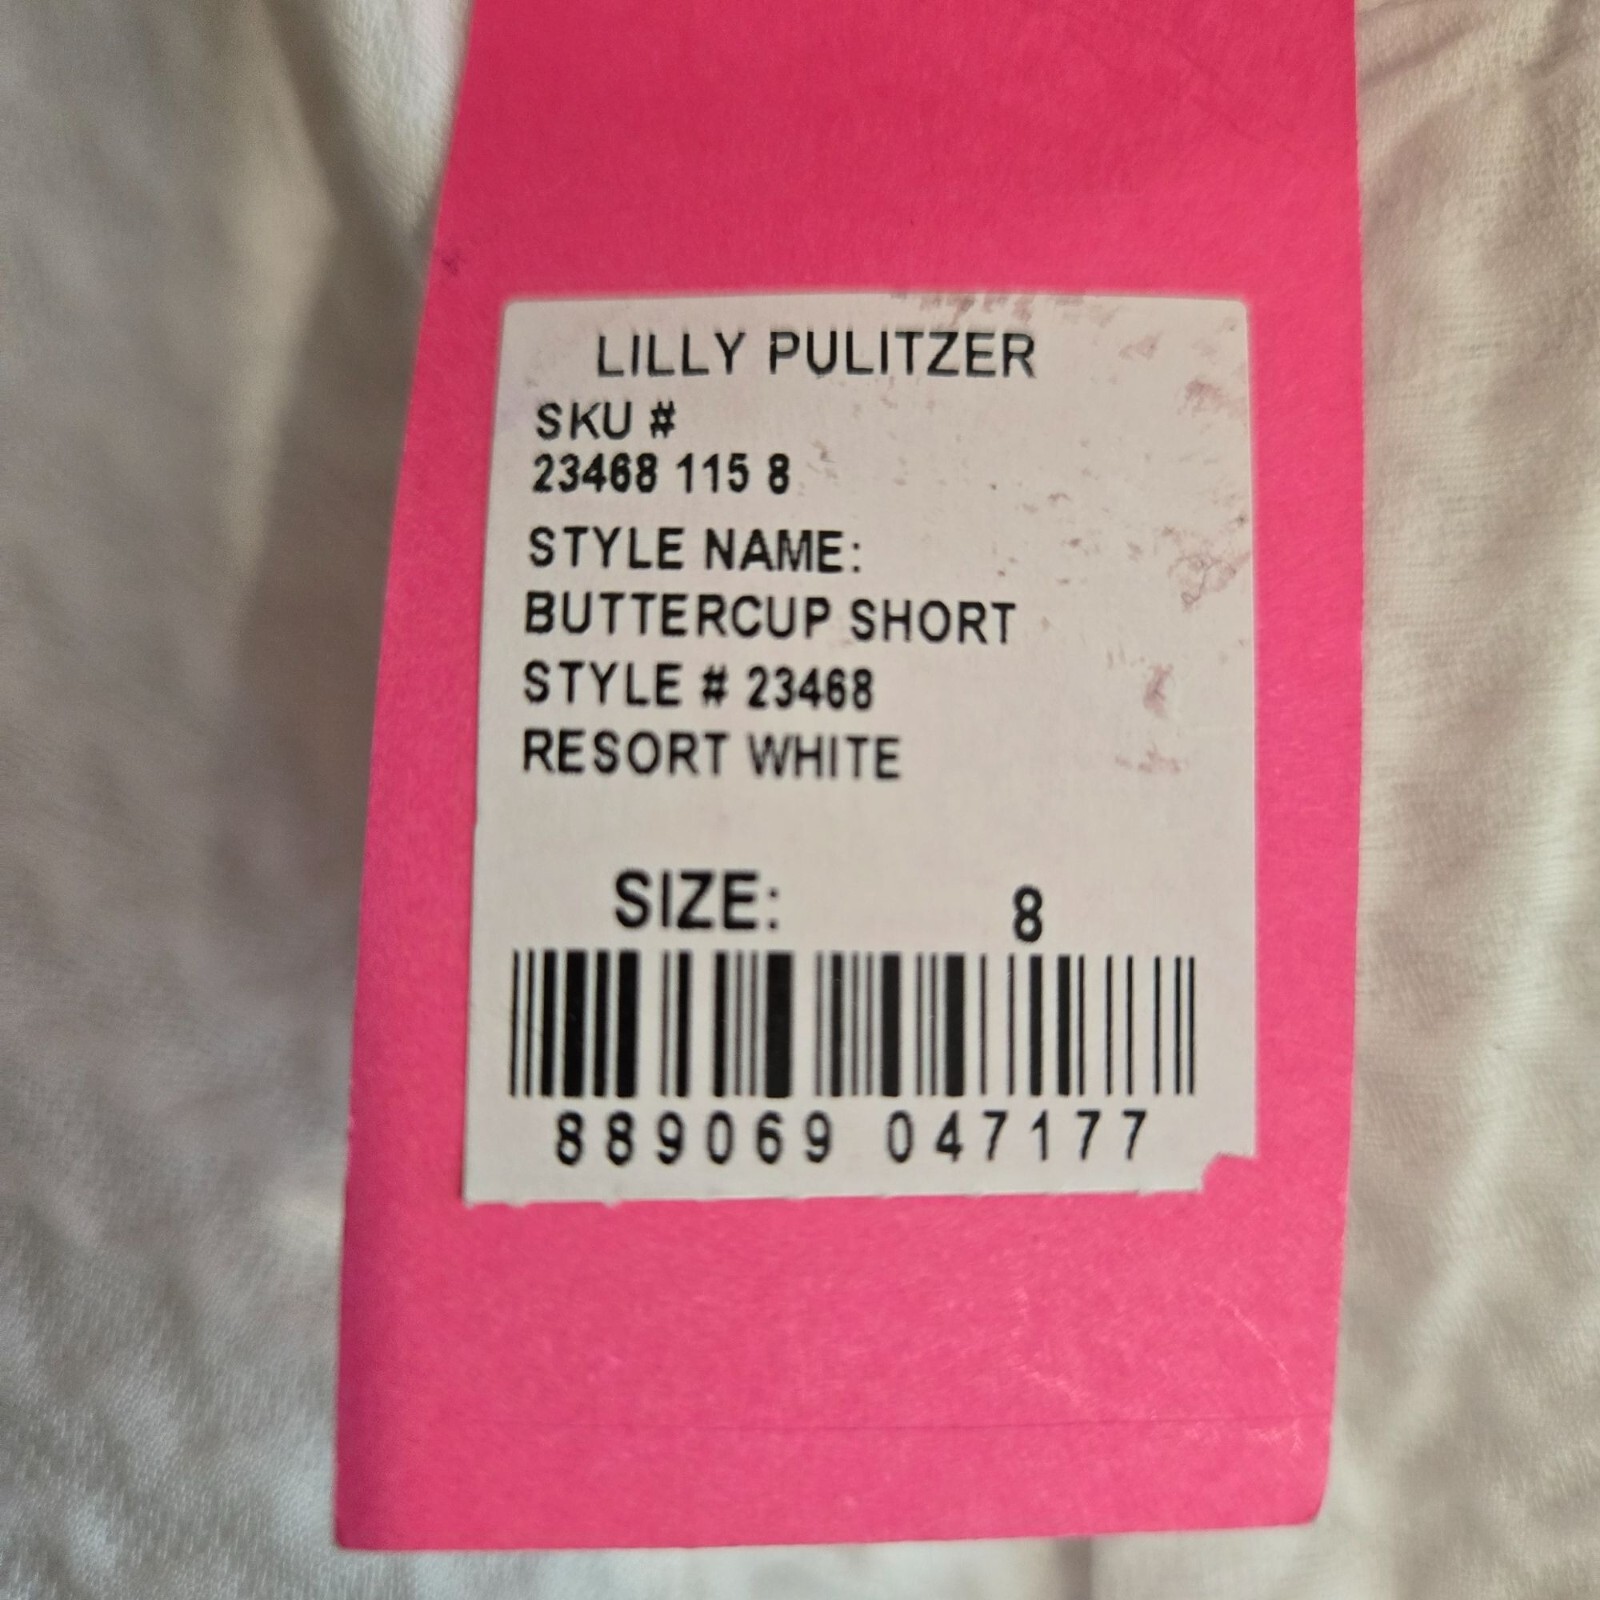 LILLY PULITZER
SKU #
23468 115 8
STYLE NAME:
BUTTERCUP SHORT
STYLE # 23468
RESORT WHITE
SIZE: 8
889069 047177